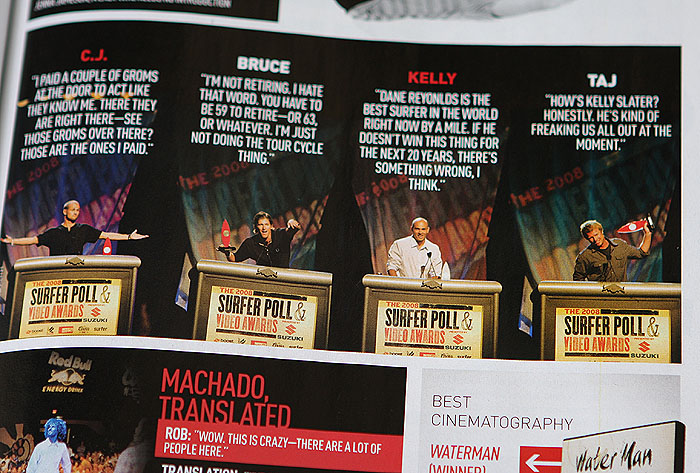 C.J.
"I PAID A COUPLE OF GROMS
AT THE DOOR TO ACT LIKE
THEY KNOW ME. THERE THEY
ARE RIGHT THERE—SEE
THOSE GROMS OVER THERE?
THOSE ARE THE ONES I PAID."
BRUCE
"I'M NOT RETIRING. I HATE
THAT WORD. YOU HAVE TO
BE 59 TO RETIRE—OR 63,
OR WHATEVER. I'M JUST
NOT DOING THE TOUR CYCLE
THING."
KELLY
"DANE REYONLDS IS THE
BEST SURFER IN THE WORLD
RIGHT NOW BY A MILE. IF HE
DOESN'T WIN THIS THING FOR
THE NEXT 20 YEARS, THERE'S
SOMETHING WRONG, I
THINK."
TAJ
"HOW'S KELLY SLATER?
HONESTLY. HE'S KIND OF
FREAKING US ALL OUT AT THE
MOMENT."
THE 2008
SURFER POLL &
VIDEO AWARDS
SUZUKI
THE 2008
SURFER POLL &
VIDEO AWARDS
SUZUKI
THE 2008
SURFER POLL &
VIDEO AWARDS
SUZUKI
THE 2008
SURFER POLL &
VIDEO AWARDS
SUZUKI
Red Bull
ENERGY DRINK
MACHADO,
TRANSLATED
ROB: "WOW. THIS IS CRAZY—THERE ARE A LOT OF
PEOPLE HERE."
BEST
CINEMATOGRAPHY
WATERMAN
(WINNER)
Water Man